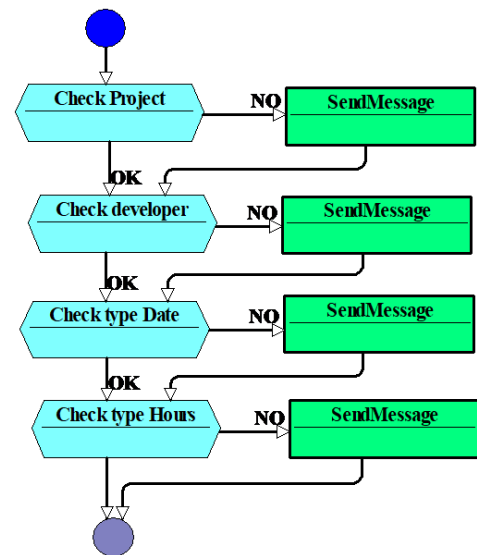 Check Project
NO
SendMessage
OK
Check developer
NO
SendMessage
OK
Check type Date
NO
SendMessage
OK
Check type Hours
NO
SendMessage